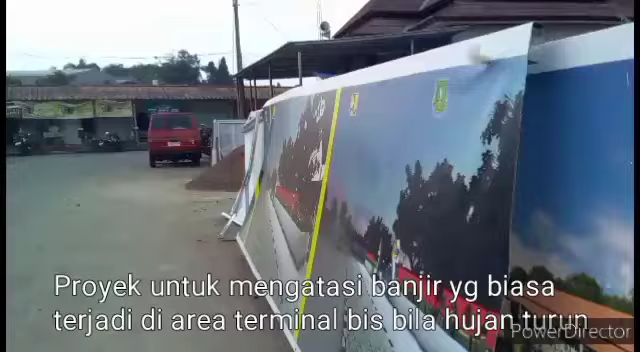 Proyek untuk mengatasi banjir yg biasa
terjadi di area terminal bis bila hujan turun
PowerDirector